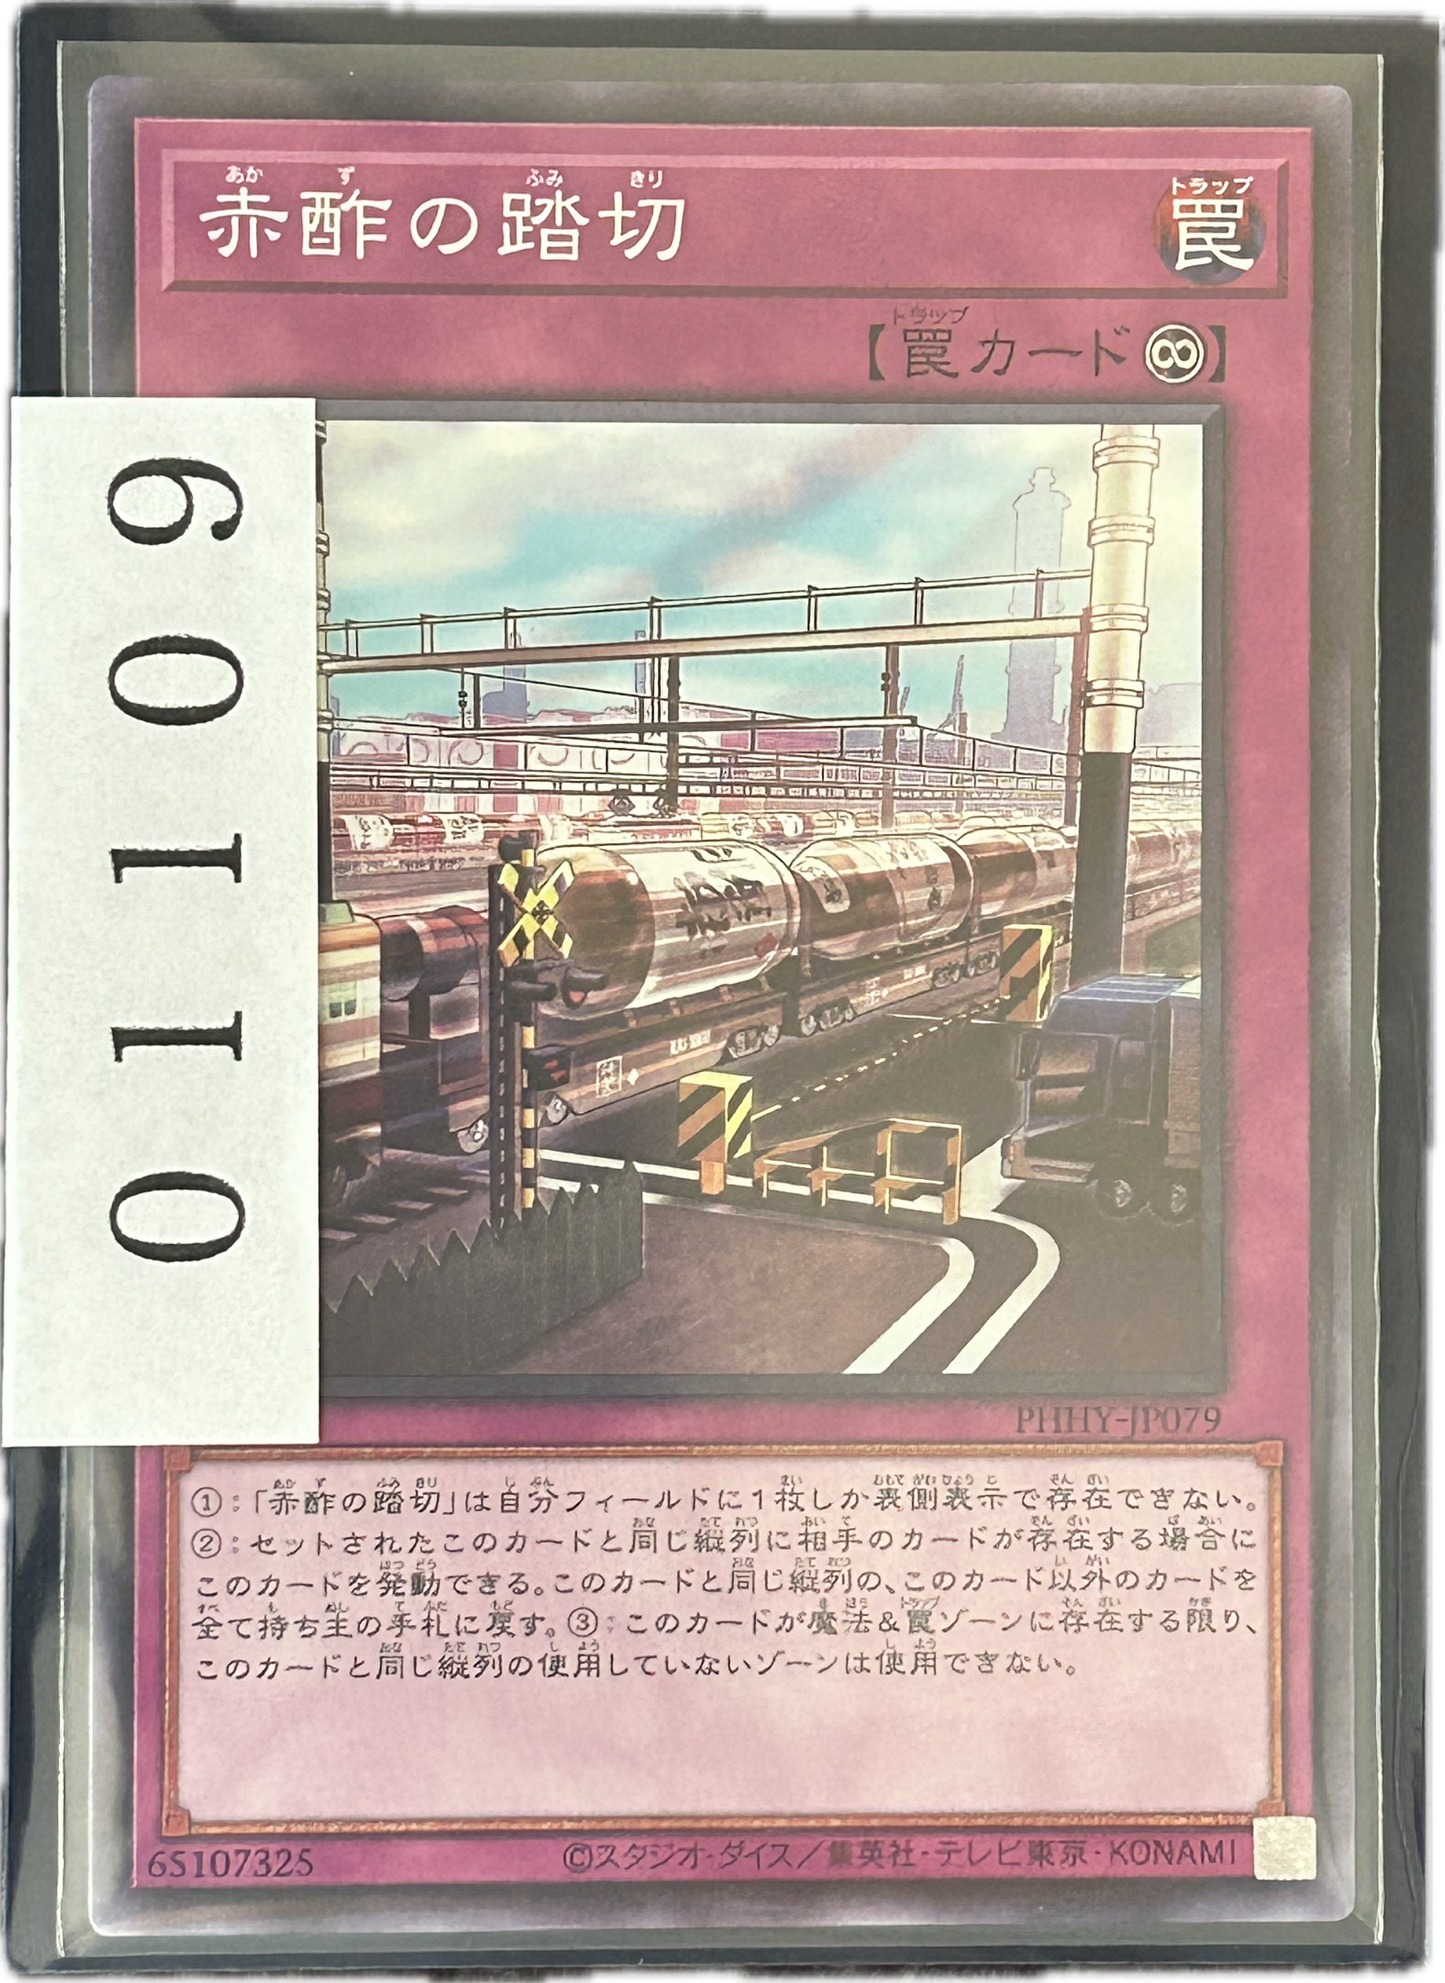 赤酢の踏切
罠
【罠カード】
01109
PHHY-JP079
①:「赤酢の踏切」は自分フィールドに1枚しか表側表示で存在できない。
②:セットされたこのカードと同じ縦列に相手のカードが存在する場合に
このカードを発動できる。このカードと同じ縦列の、このカード以外のカードを
全て持ち主の手札に戻す。③:このカードが魔法&罠ゾーンに存在する限り、
このカードと同じ縦列の使用していないゾーンは使用できない。
65107325
©スタジオ・ダイス/集英社・テレビ東京・KONAMI